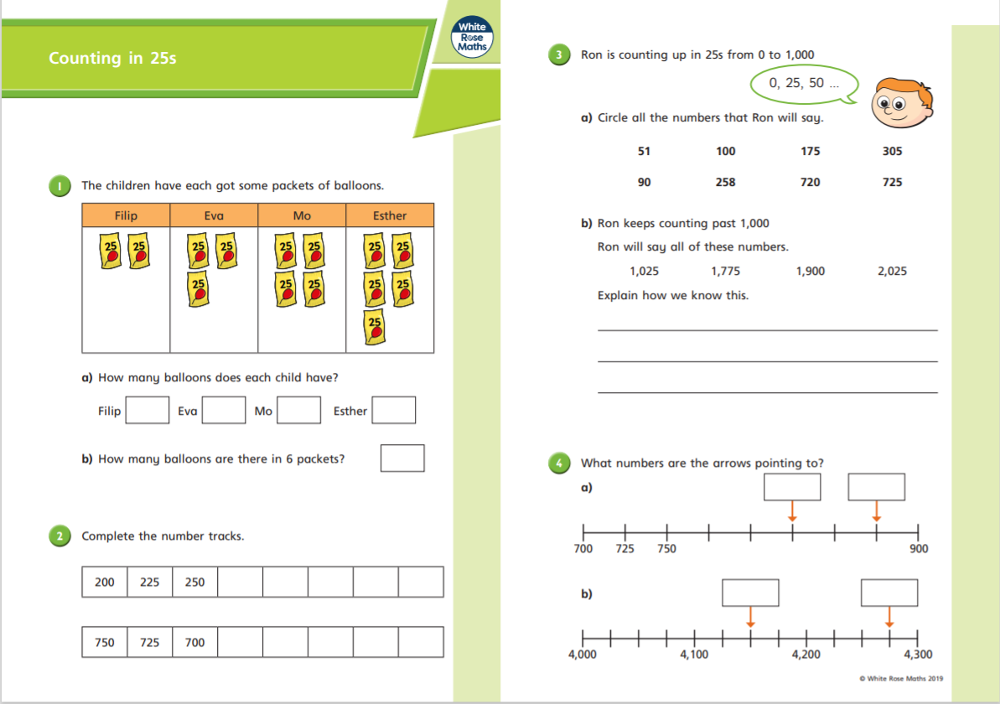 Counting in 25s
White
Rose
Maths
1 The children have each got some packets of balloons.
Filip Eva Mo Esther
25 25 25 25 25 25 25 25
25 25 25 25 25
25
a) How many balloons does each child have?
Filip Eva Mo Esther
b) How many balloons are there in 6 packets?
2 Complete the number tracks.
200 225 250
750 725 700
3 Ron is counting up in 25s from 0 to 1,000
0, 25, 50 ...
a) Circle all the numbers that Ron will say.
51 100 175 305
90 258 720 725
b) Ron keeps counting past 1,000
Ron will say all of these numbers.
1,025 1,775 1,900 2,025
Explain how we know this.
4 What numbers are the arrows pointing to?
a)
700 725 750 900
b)
4,000 4,100 4,200 4,300
© White Rose Maths 2019